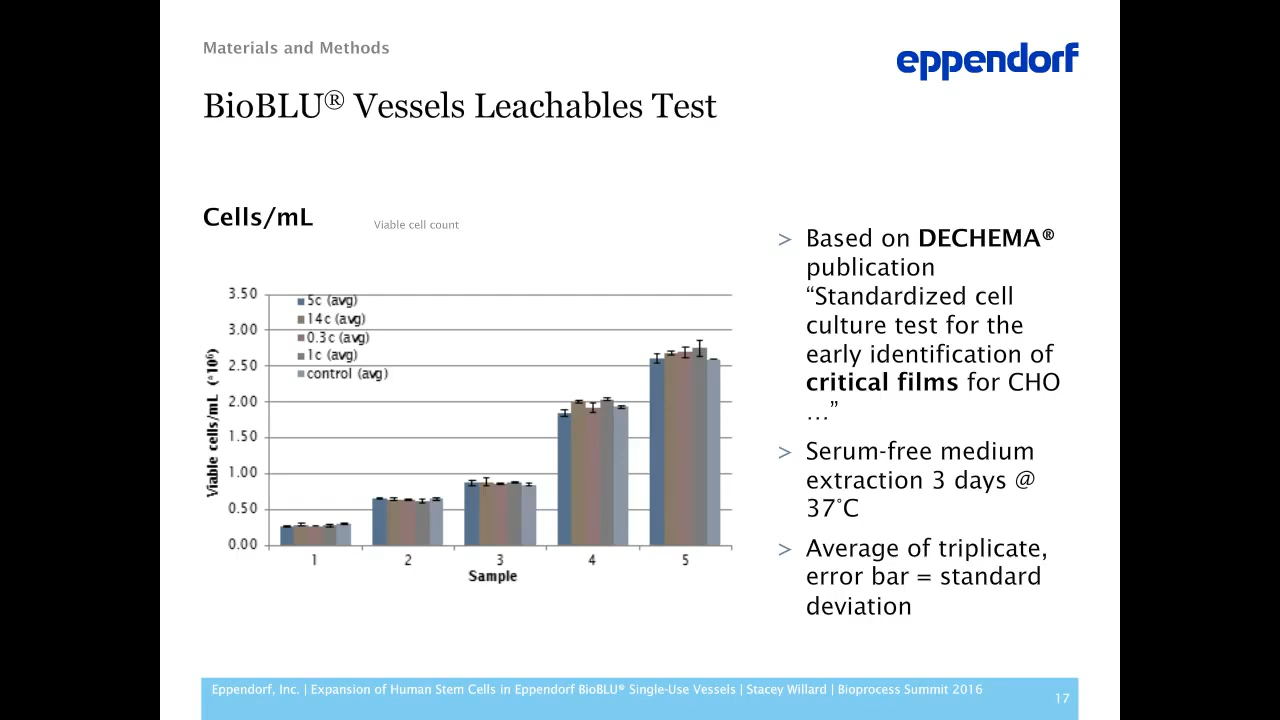 Materials and Methods
eppendorf
BioBLU® Vessels Leachables Test
Cells/mL
Viable cell count
3.50
3.00
2.50
2.00
1.50
1.00
0.50
0.00
Viable cells/mL (*10⁶)
5c (avg)
14c (avg)
0.3c (avg)
1c (avg)
control (avg)
1 2 3 4 5
Sample
> Based on DECHEMA®
publication
“Standardized cell
culture test for the
early identification of
critical films for CHO
…”
> Serum-free medium
extraction 3 days @
37°C
> Average of triplicate,
error bar = standard
deviation
Eppendorf, Inc. | Expansion of Human Stem Cells in Eppendorf BioBLU® Single-Use Vessels | Stacey Willard | Bioprocess Summit 2016
17